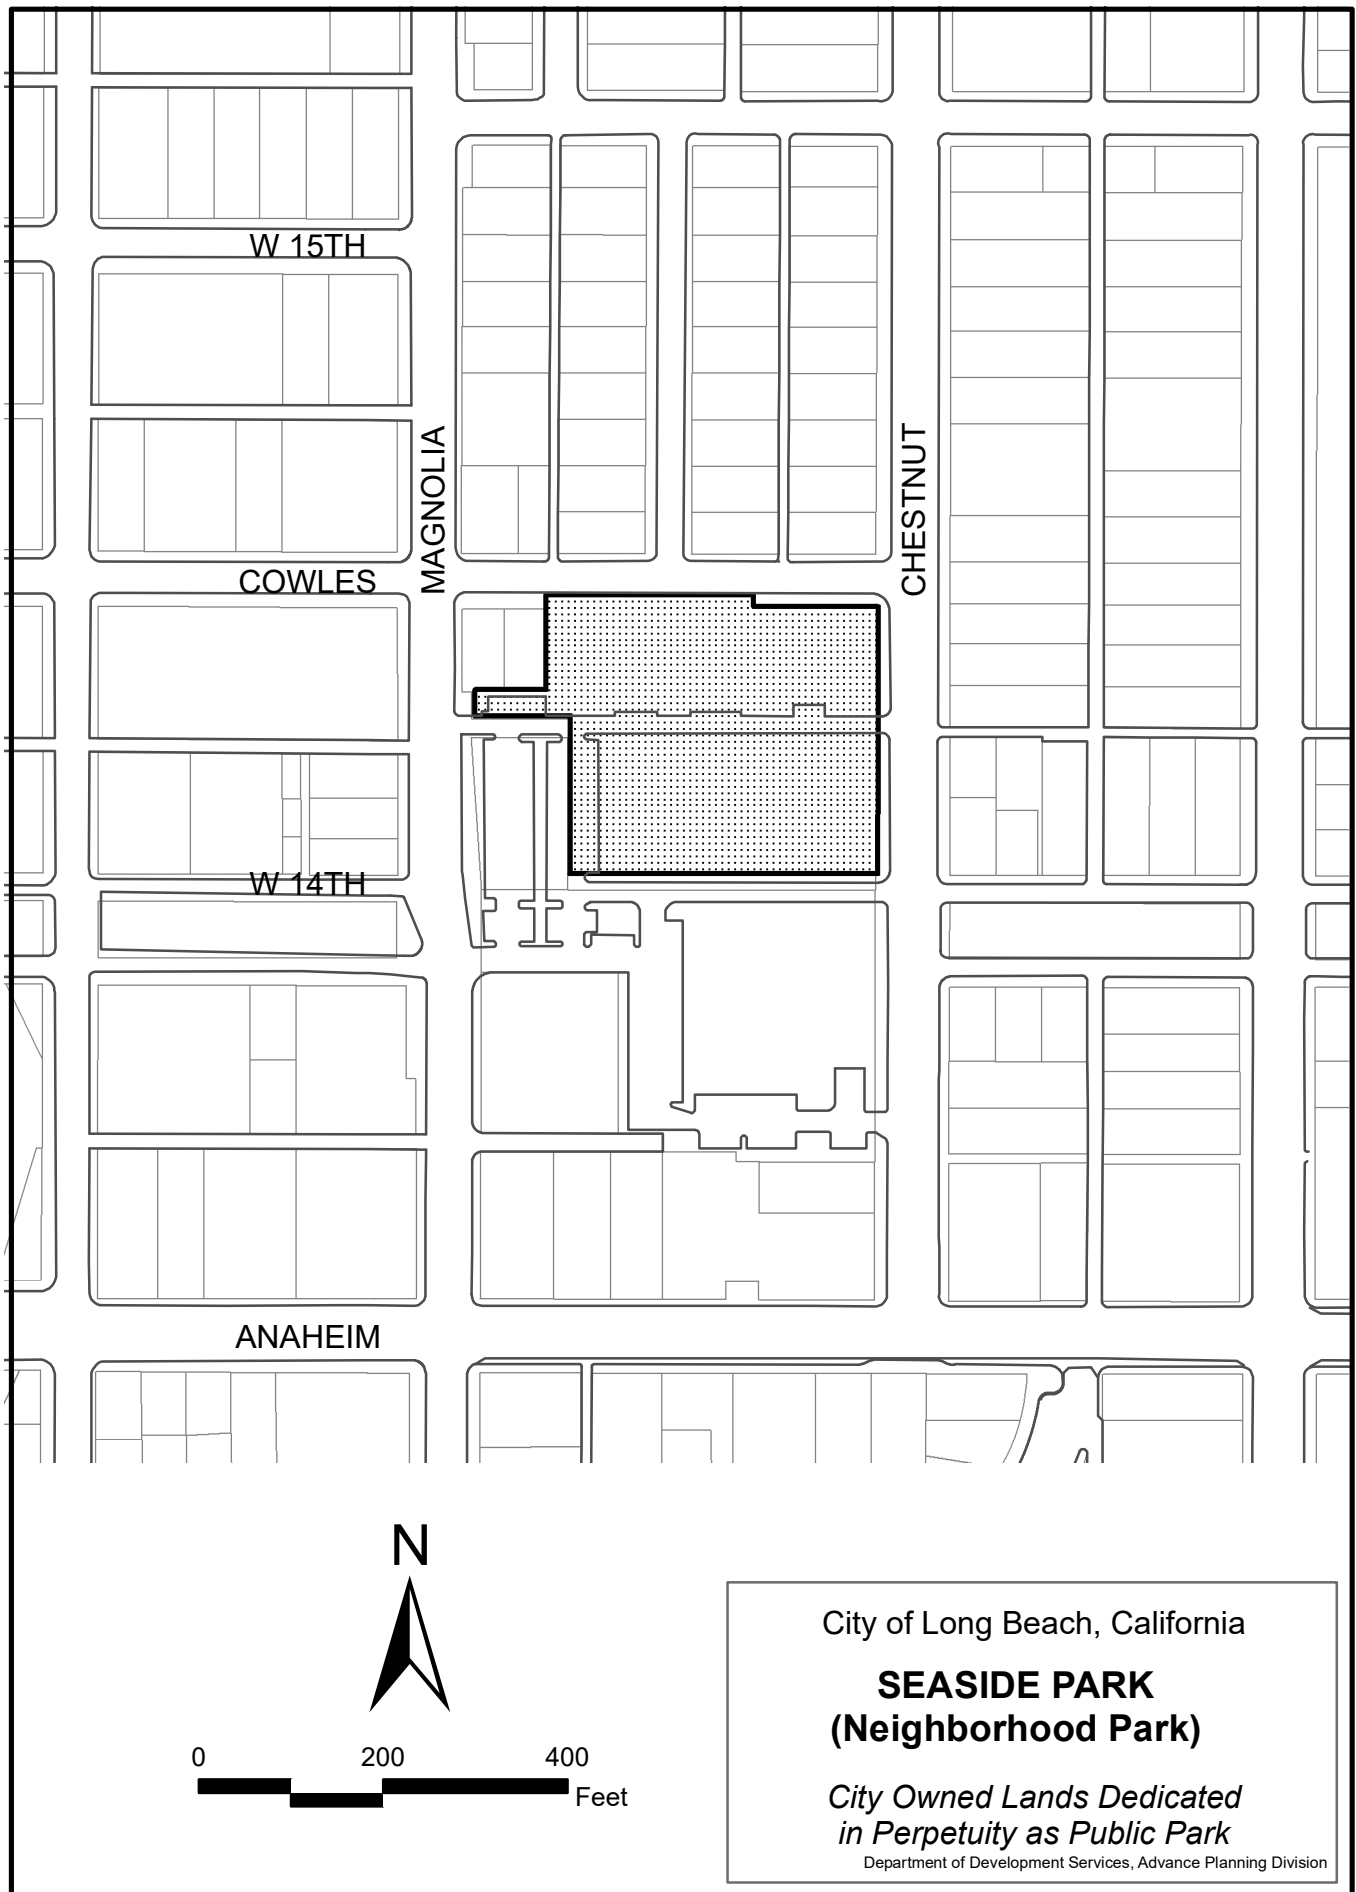 W 15TH
MAGNOLIA
CHESTNUT
COWLES
W 14TH
ANAHEIM
N
0 200 400
Feet
City of Long Beach, California
SEASIDE PARK
(Neighborhood Park)
City Owned Lands Dedicated
in Perpetuity as Public Park
Department of Development Services, Advance Planning Division